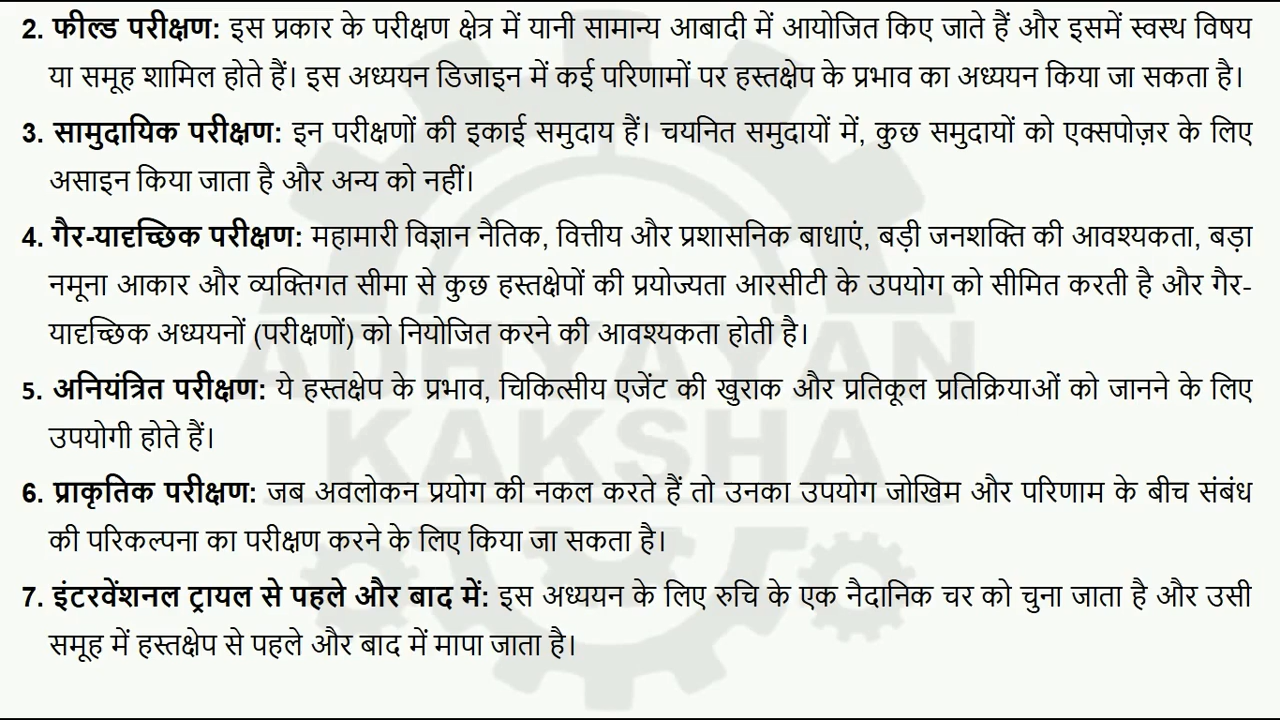 2. फील्ड परीक्षण: इस प्रकार के परीक्षण क्षेत्र में यानी सामान्य आबादी में आयोजित किए जाते हैं और इसमें स्वस्थ विषय
या समूह शामिल होते हैं। इस अध्ययन डिजाइन में कई परिणामों पर हस्तक्षेप के प्रभाव का अध्ययन किया जा सकता है।
3. सामुदायिक परीक्षण: इन परीक्षणों की इकाई समुदाय हैं। चयनित समुदायों में, कुछ समुदायों को एक्सपोज़र के लिए
असाइन किया जाता है और अन्य को नहीं।
4. गैर-यादृच्छिक परीक्षण: महामारी विज्ञान नैतिक, वित्तीय और प्रशासनिक बाधाएं, बड़ी जनशक्ति की आवश्यकता, बड़ा
नमूना आकार और व्यक्तिगत सीमा से कुछ हस्तक्षेपों की प्रयोज्यता आरसीटी के उपयोग को सीमित करती है और गैर-
यादृच्छिक अध्ययनों (परीक्षणों) को नियोजित करने की आवश्यकता होती है।
ADHYAYAN
5. अनियंत्रित परीक्षण: ये हस्तक्षेप के प्रभाव, चिकित्सीय एजेंट की खुराक और प्रतिकूल प्रतिक्रियाओं को जानने के लिए
उपयोगी होते हैं।
KAKSHA
6. प्राकृतिक परीक्षण: जब अवलोकन प्रयोग की नकल करते हैं तो उनका उपयोग जोखिम और परिणाम के बीच संबंध
की परिकल्पना का परीक्षण करने के लिए किया जा सकता है।
7. इंटरवेंशनल ट्रायल से पहले और बाद में: इस अध्ययन के लिए रुचि के एक नैदानिक चर को चुना जाता है और उसी
समूह में हस्तक्षेप से पहले और बाद में मापा जाता है।